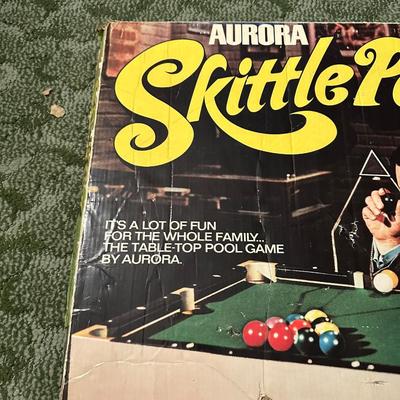 AURORA
Skittle Po
IT'S A LOT OF FUN
FOR THE WHOLE FAMILY...
THE TABLE-TOP POOL GAME
BY AURORA.